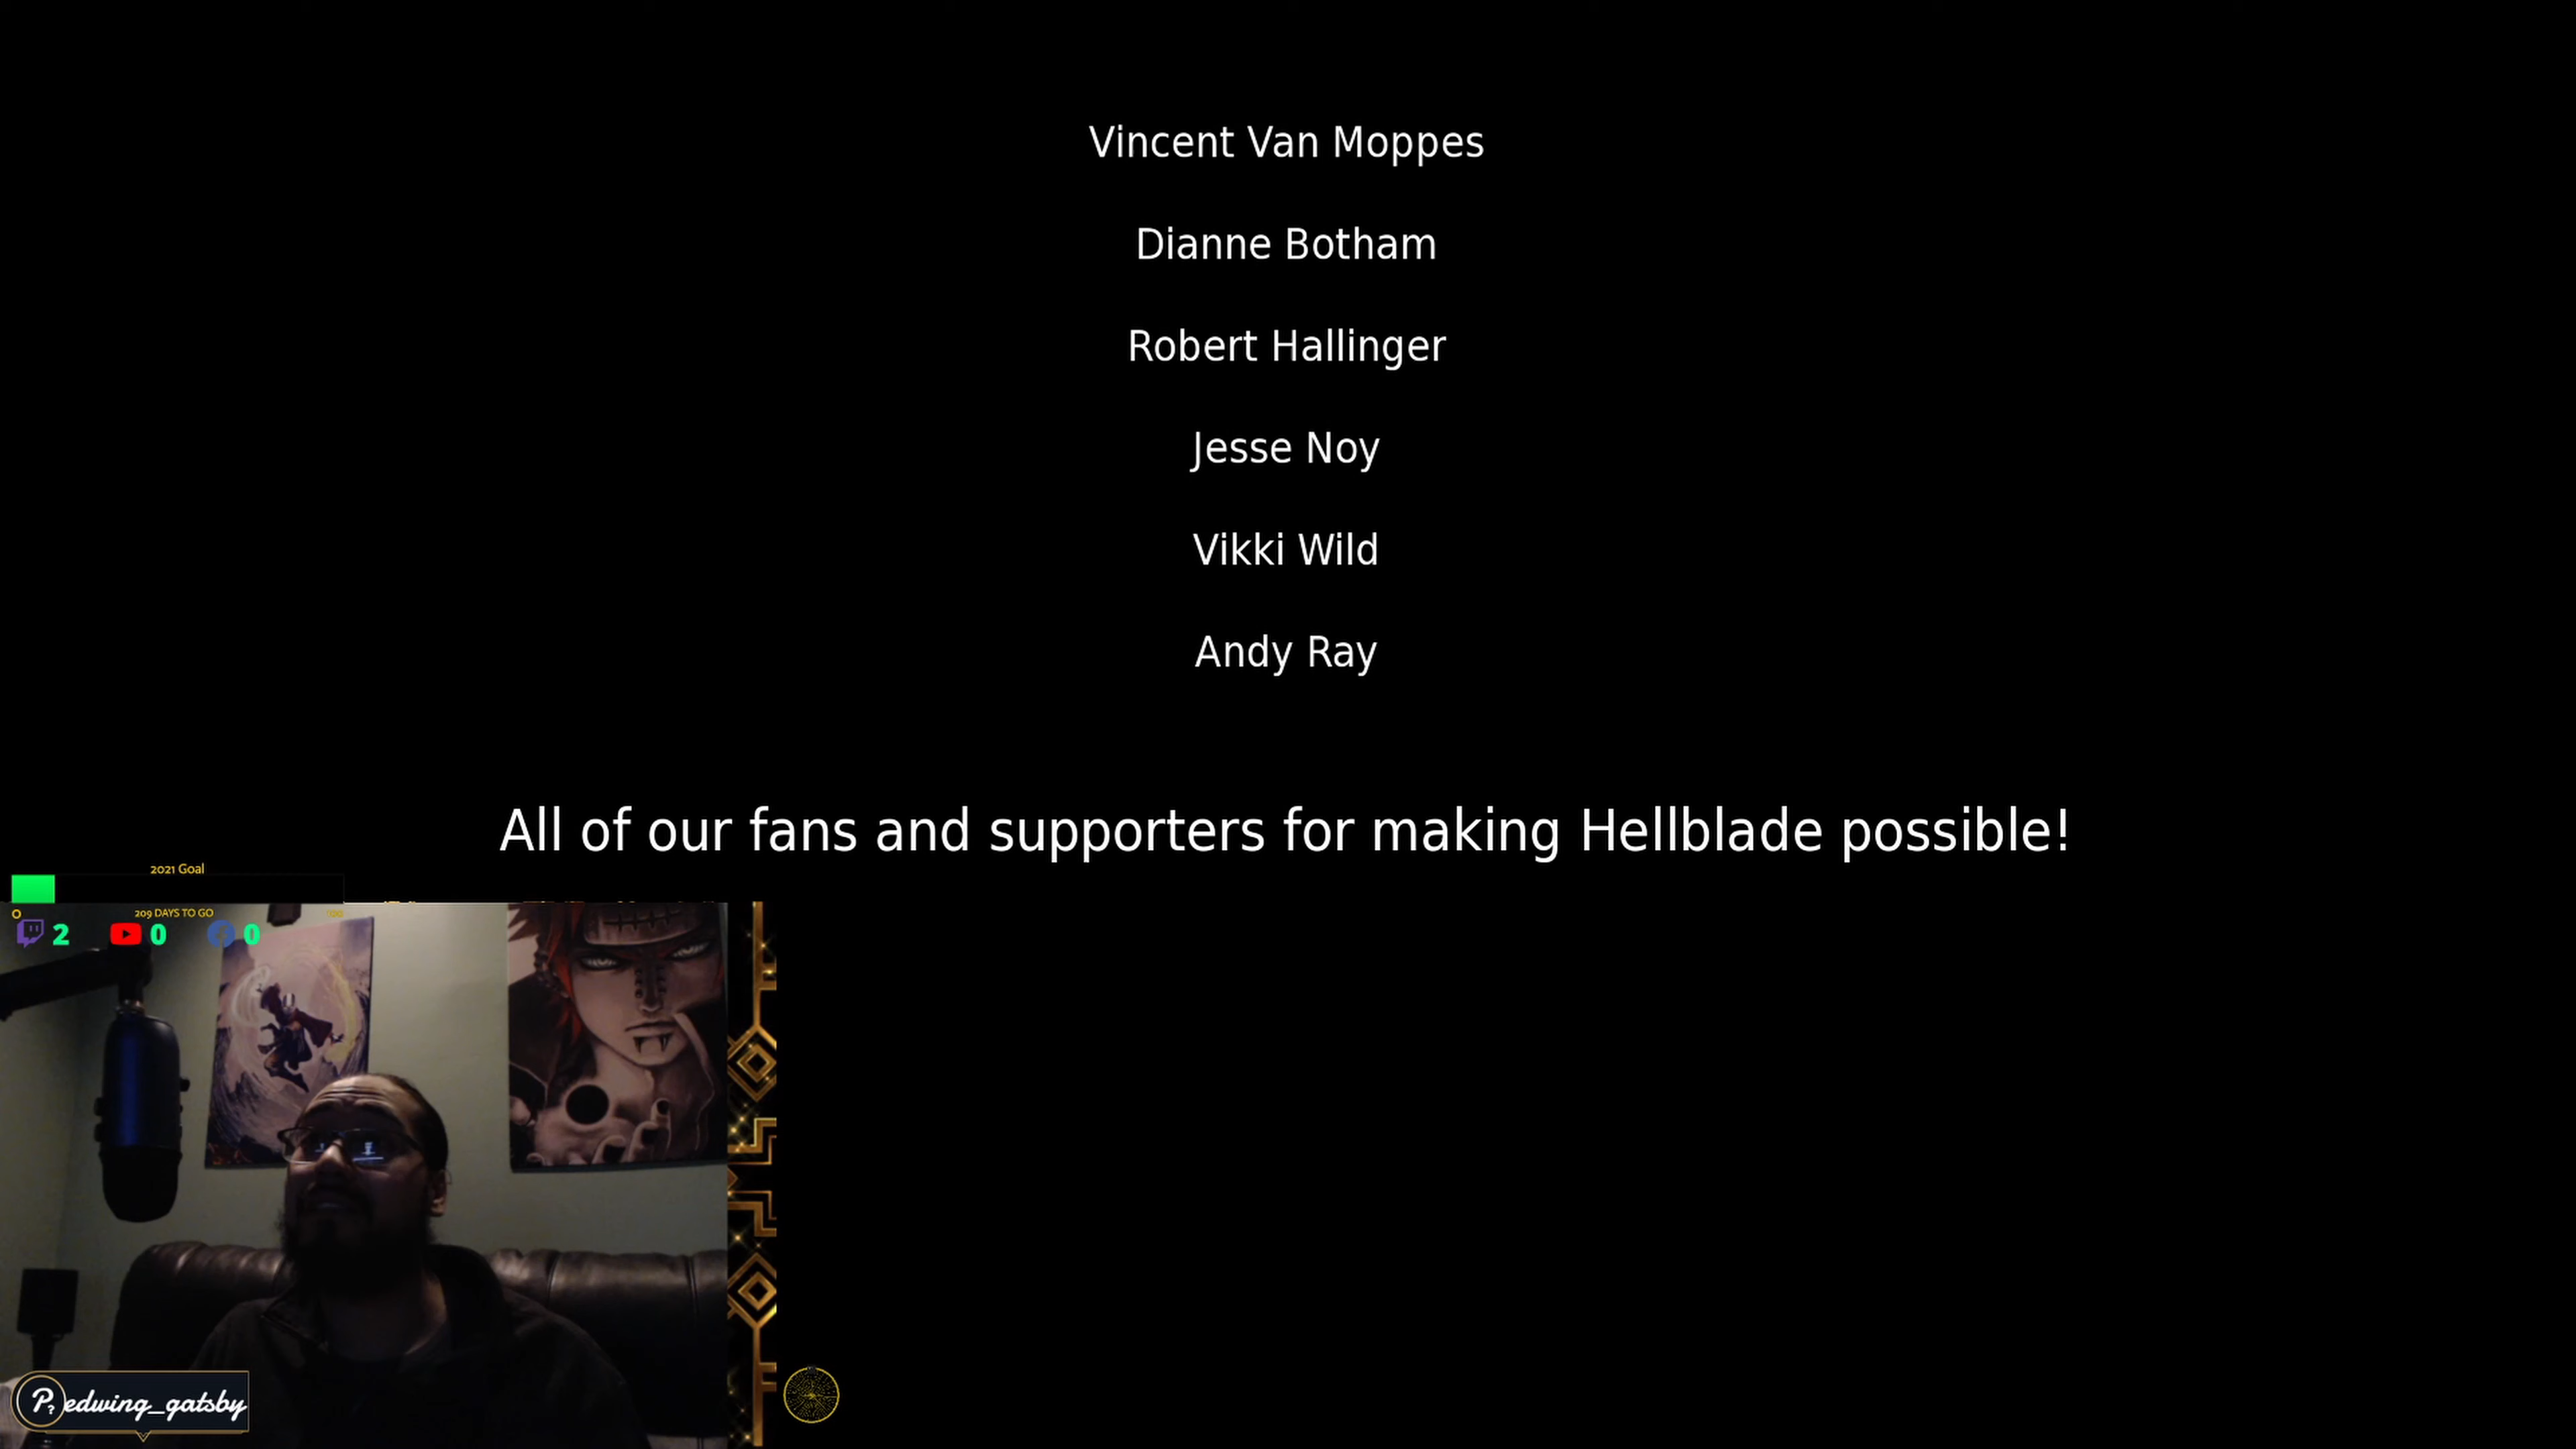 Vincent Van Moppes
Dianne Botham
Robert Hallinger
Jesse Noy
Vikki Wild
Andy Ray
All of our fans and supporters for making Hellblade possible!
2021 Goal
0
209 DAYS TO GO
2
0
0
edwing_gatsby